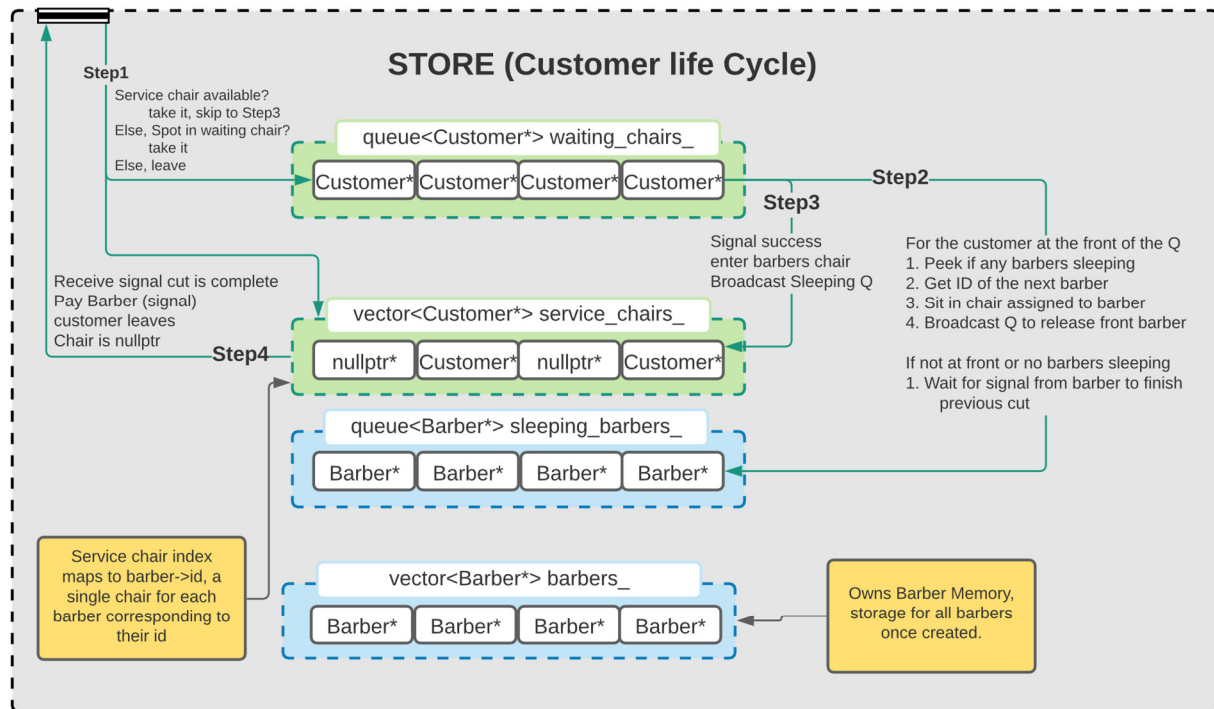 STORE (Customer life Cycle)
Step1
Service chair available?
take it, skip to Step3
Else, Spot in waiting chair?
take it
Else, leave
queue<Customer*> waiting_chairs_
Customer* Customer* Customer* Customer*
Step2
Step3
Signal success
enter barbers chair
Broadcast Sleeping Q
For the customer at the front of the Q
1. Peek if any barbers sleeping
2. Get ID of the next barber
3. Sit in chair assigned to barber
4. Broadcast Q to release front barber
If not at front or no barbers sleeping
1. Wait for signal from barber to finish
previous cut
Receive signal cut is complete
Pay Barber (signal)
customer leaves
Chair is nullptr
Step4
vector<Customer*> service_chairs_
nullptr* Customer* nullptr* Customer*
queue<Barber*> sleeping_barbers_
Barber* Barber* Barber* Barber*
Service chair index
maps to barber->id, a
single chair for each
barber corresponding to
their id
vector<Barber*> barbers_
Barber* Barber* Barber* Barber*
Owns Barber Memory,
storage for all barbers
once created.